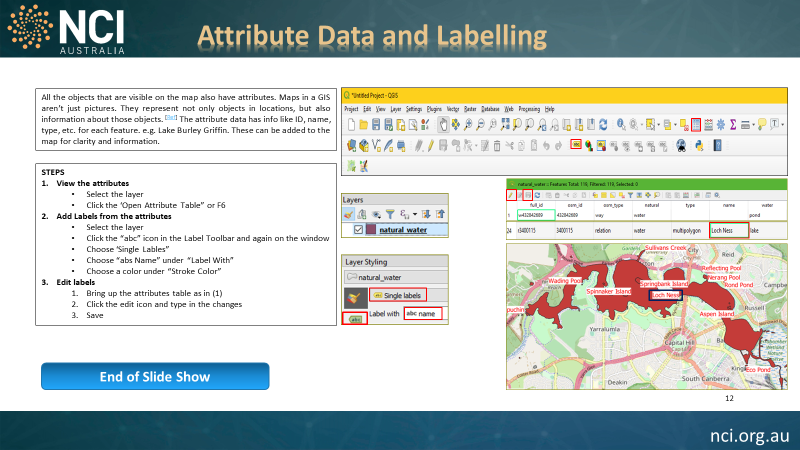 NCI
AUSTRALIA
Attribute Data and Labelling
All the objects that are visible on the map also have attributes. Maps in a GIS
aren't just pictures. They represent not only objects in locations, but also
information about those objects. The attribute data has info like ID, name,
type, etc. for each feature. e.g. Lake Burley Griffin. These can be added to the
map for clarity and information.
STEPS
1. View the attributes
• Select the layer
• Click the 'Open Attribute Table" or F6
2. Add Labels from the attributes
• Select the layer
• Click the "abc" icon in the Label Toolbar and again on the window
• Choose 'Single Labels"
• Choose "abs Name" under "Label With"
• Choose a color under "Stroke Color"
3. Edit labels
1. Bring up the attributes table as in (1)
2. Click the edit icon and type in the changes
3. Save
End of Slide Show
*Untitled Project - QGIS
Project Edit View Layer Settings Plugins Vector Raster Database Web Processing Help
Layers
natural_water
Layer Styling
natural_water
abc Single labels
Label with abc name
abc
natural_water :: Features Total: 119, Filtered: 119, Selected: 0
full_id osm_id osm_type natural type name water
w432842689 432842689 way water pond
24 r3400115 3400115 relation water multipolygon Loch Ness lake
Sullivans Creek
City
Reid
Wading Pool
Reflecting Pool
Springbank Island
Nerang Pool
Spinnaker Island
Loch Ness
Rond Pond
Russell
Aspen Island
Yarralumla
Capital Hill
Eco Pond
Deakin
South Canberra
12
nci.org.au